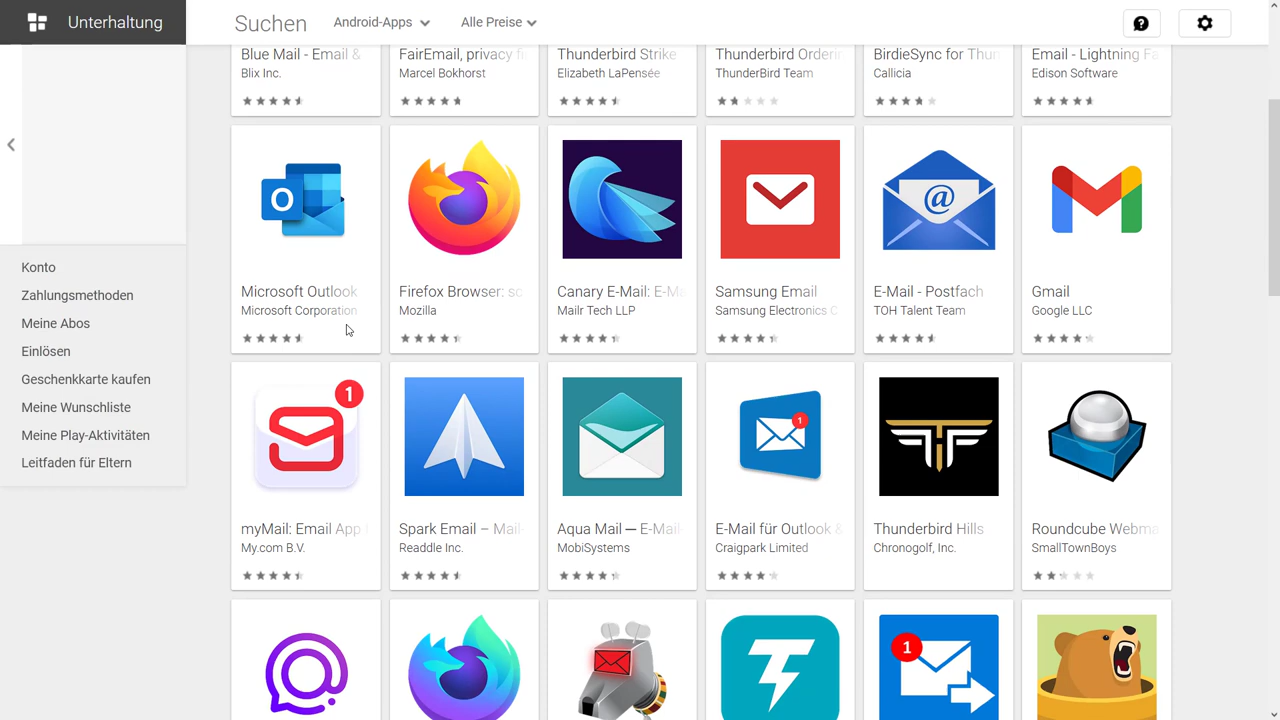 Unterhaltung
Suchen
Android-Apps
Alle Preise
Konto
Zahlungsmethoden
Meine Abos
Einlösen
Geschenkkarte kaufen
Meine Wunschliste
Meine Play-Aktivitäten
Leitfaden für Eltern
Blue Mail - Email &
Blix Inc.
FairEmail, privacy
Marcel Bokhorst
Thunderbird Strike
Elizabeth LaPensée
Thunderbird
ThunderBird Team
BirdieSync for
Callicia
Email - Lightning
Edison Software
Microsoft Outlook
Microsoft Corporation
Firefox Browser:
Mozilla
Canary E-Mail:
Mailr Tech LLP
Samsung Email
Samsung Electronics C
E-Mail - Postfach
TOH Talent Team
Gmail
Google LLC
O
@
1
myMail: Email App
My.com B.V.
Spark Email – Mail-
Readdle Inc.
Aqua Mail — E-Mail-
MobiSystems
1
E-Mail für Outlook &
Craigpark Limited
Thunderbird Hills
Chronogolf, Inc.
Roundcube Webma
SmallTownBoys
1